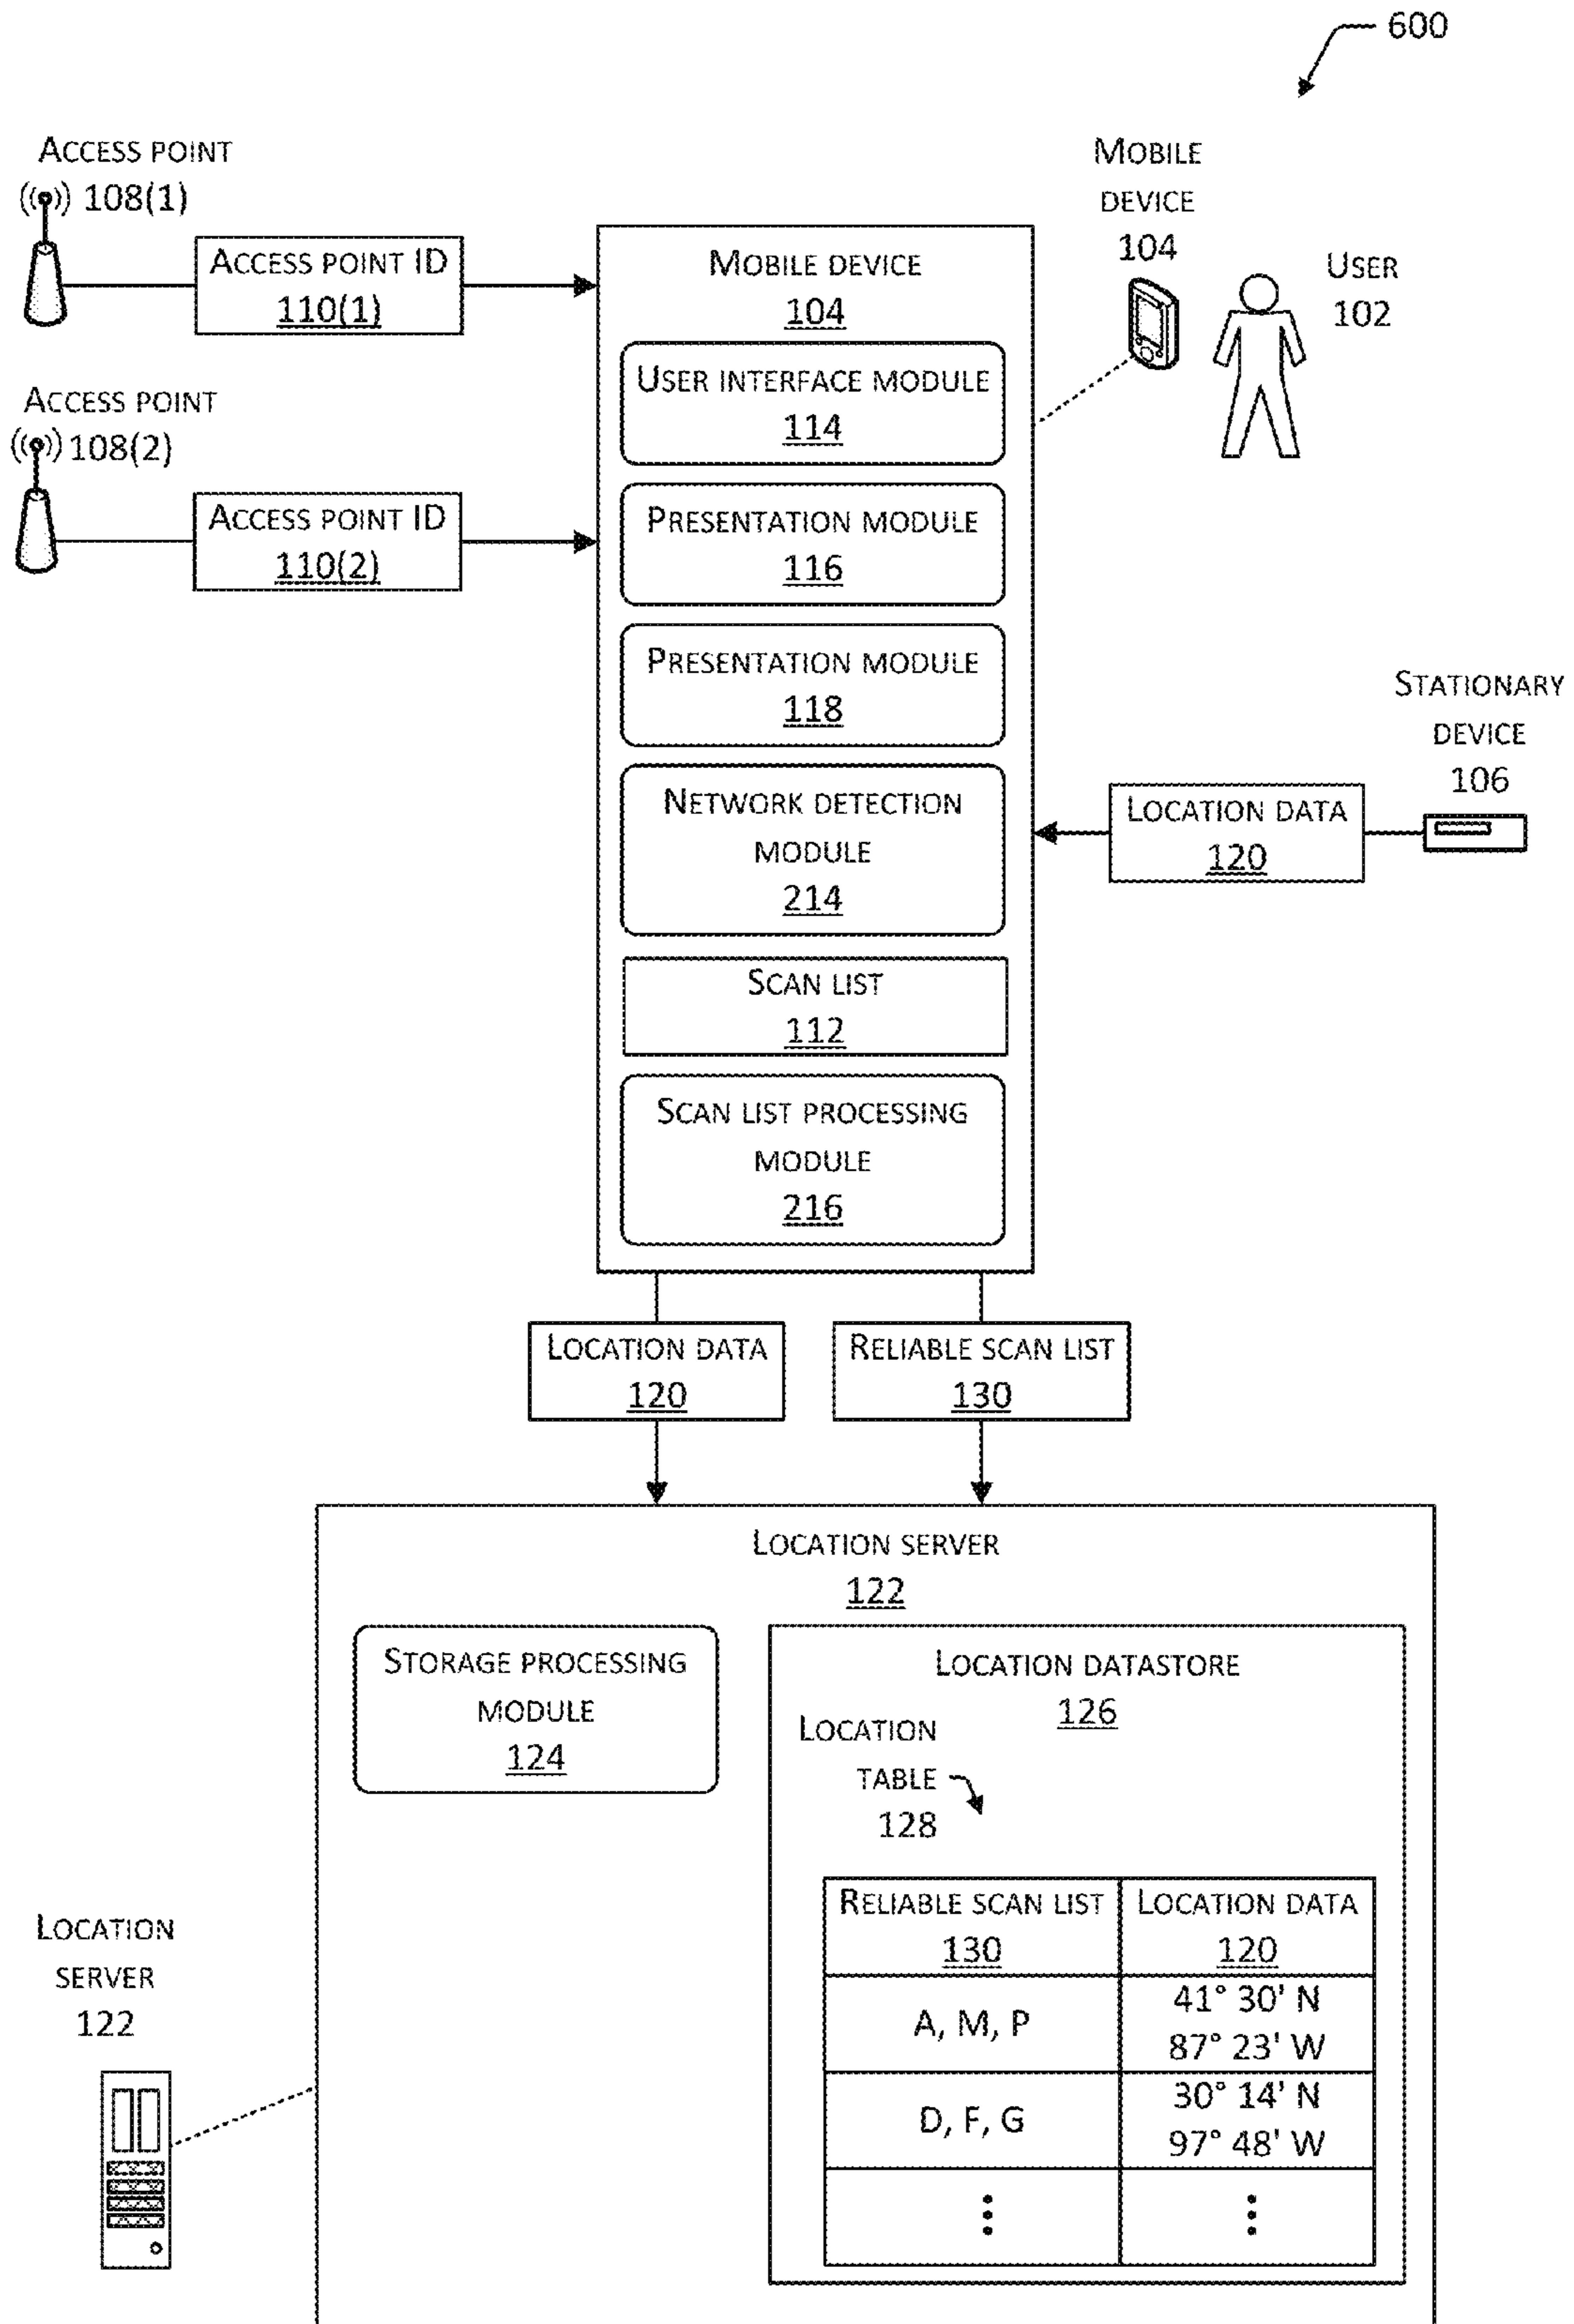 600
ACCESS POINT
108(1)
ACCESS POINT ID
110(1)
ACCESS POINT
108(2)
ACCESS POINT ID
110(2)
MOBILE DEVICE
104
USER INTERFACE MODULE
114
PRESENTATION MODULE
116
PRESENTATION MODULE
118
NETWORK DETECTION
MODULE
214
SCAN LIST
112
SCAN LIST PROCESSING
MODULE
216
MOBILE
DEVICE
104
USER
102
STATIONARY
DEVICE
106
LOCATION DATA
120
LOCATION DATA
120
RELIABLE SCAN LIST
130
LOCATION SERVER
122
STORAGE PROCESSING
MODULE
124
LOCATION DATASTORE
126
LOCATION
TABLE
128
RELIABLE SCAN LIST
130
LOCATION DATA
120
A, M, P
41° 30' N
87° 23' W
D, F, G
30° 14' N
97° 48' W
LOCATION
SERVER
122